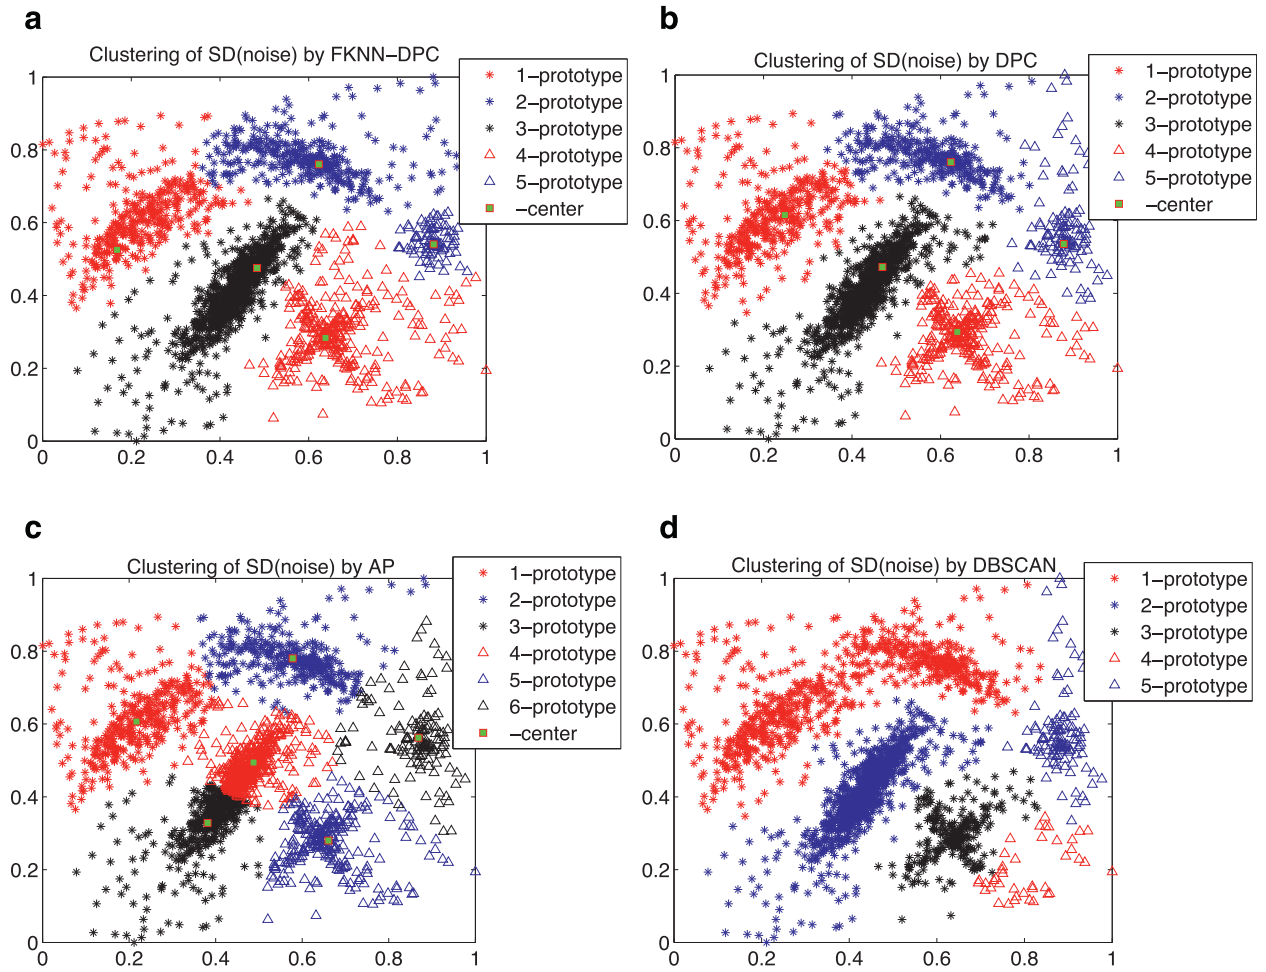 a
Clustering of SD(noise) by FKNN–DPC
1–prototype
2–prototype
3–prototype
4–prototype
5–prototype
–center
1
0.8
0.6
0.4
0.2
0
0 0.2 0.4 0.6 0.8 1
b
Clustering of SD(noise) by DPC
1–prototype
2–prototype
3–prototype
4–prototype
5–prototype
–center
1
0.8
0.6
0.4
0.2
0
0 0.2 0.4 0.6 0.8 1
c
Clustering of SD(noise) by AP
1–prototype
2–prototype
3–prototype
4–prototype
5–prototype
6–prototype
–center
1
0.8
0.6
0.4
0.2
0
0 0.2 0.4 0.6 0.8 1
d
Clustering of SD(noise) by DBSCAN
1–prototype
2–prototype
3–prototype
4–prototype
5–prototype
1
0.8
0.6
0.4
0.2
0
0 0.2 0.4 0.6 0.8 1